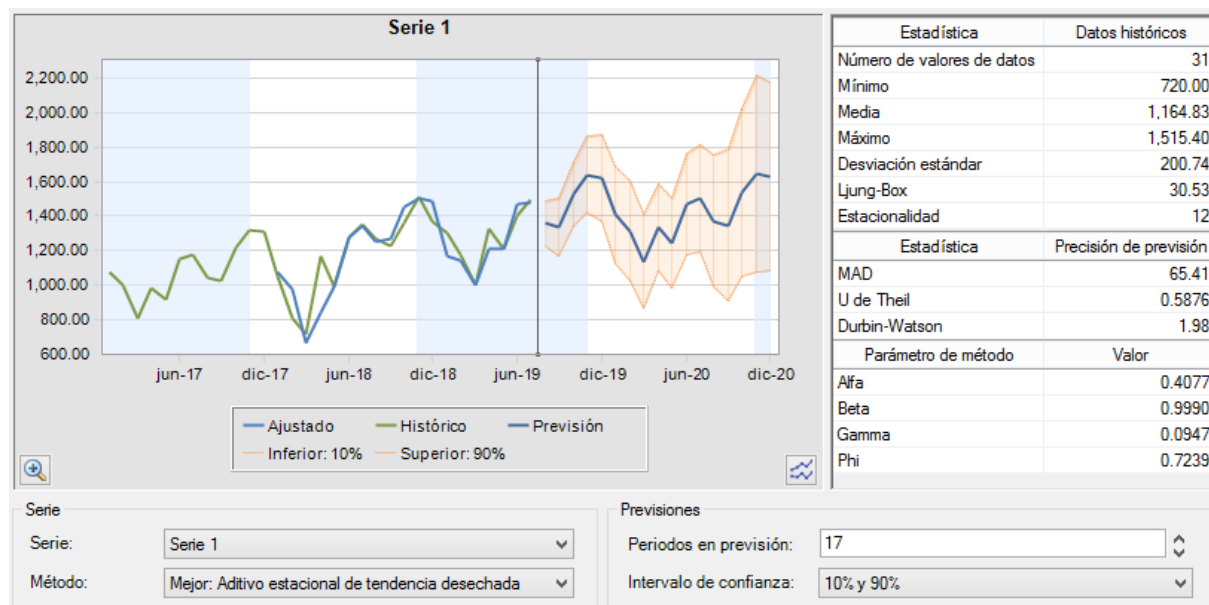 Serie 1
2,200.00
2,000.00
1,800.00
1,600.00
1,400.00
1,200.00
1,000.00
800.00
600.00
jun-17 dic-17 jun-18 dic-18 jun-19 dic-19 jun-20 dic-20
Ajustado Histórico Previsión
Inferior: 10% Superior: 90%
Estadística Datos históricos
Número de valores de datos 31
Mínimo 720.00
Media 1,164.83
Máximo 1,515.40
Desviación estándar 200.74
Ljung-Box 30.53
Estacionalidad 12
Estadística Precisión de previsión
MAD 65.41
U de Theil 0.5876
Durbin-Watson 1.98
Parámetro de método Valor
Alfa 0.4077
Beta 0.9990
Gamma 0.0947
Phi 0.7239
Serie
Serie: Serie 1
Método: Mejor: Aditivo estacional de tendencia desechada
Previsiones
Periodos en previsión: 17
Intervalo de confianza: 10% y 90%